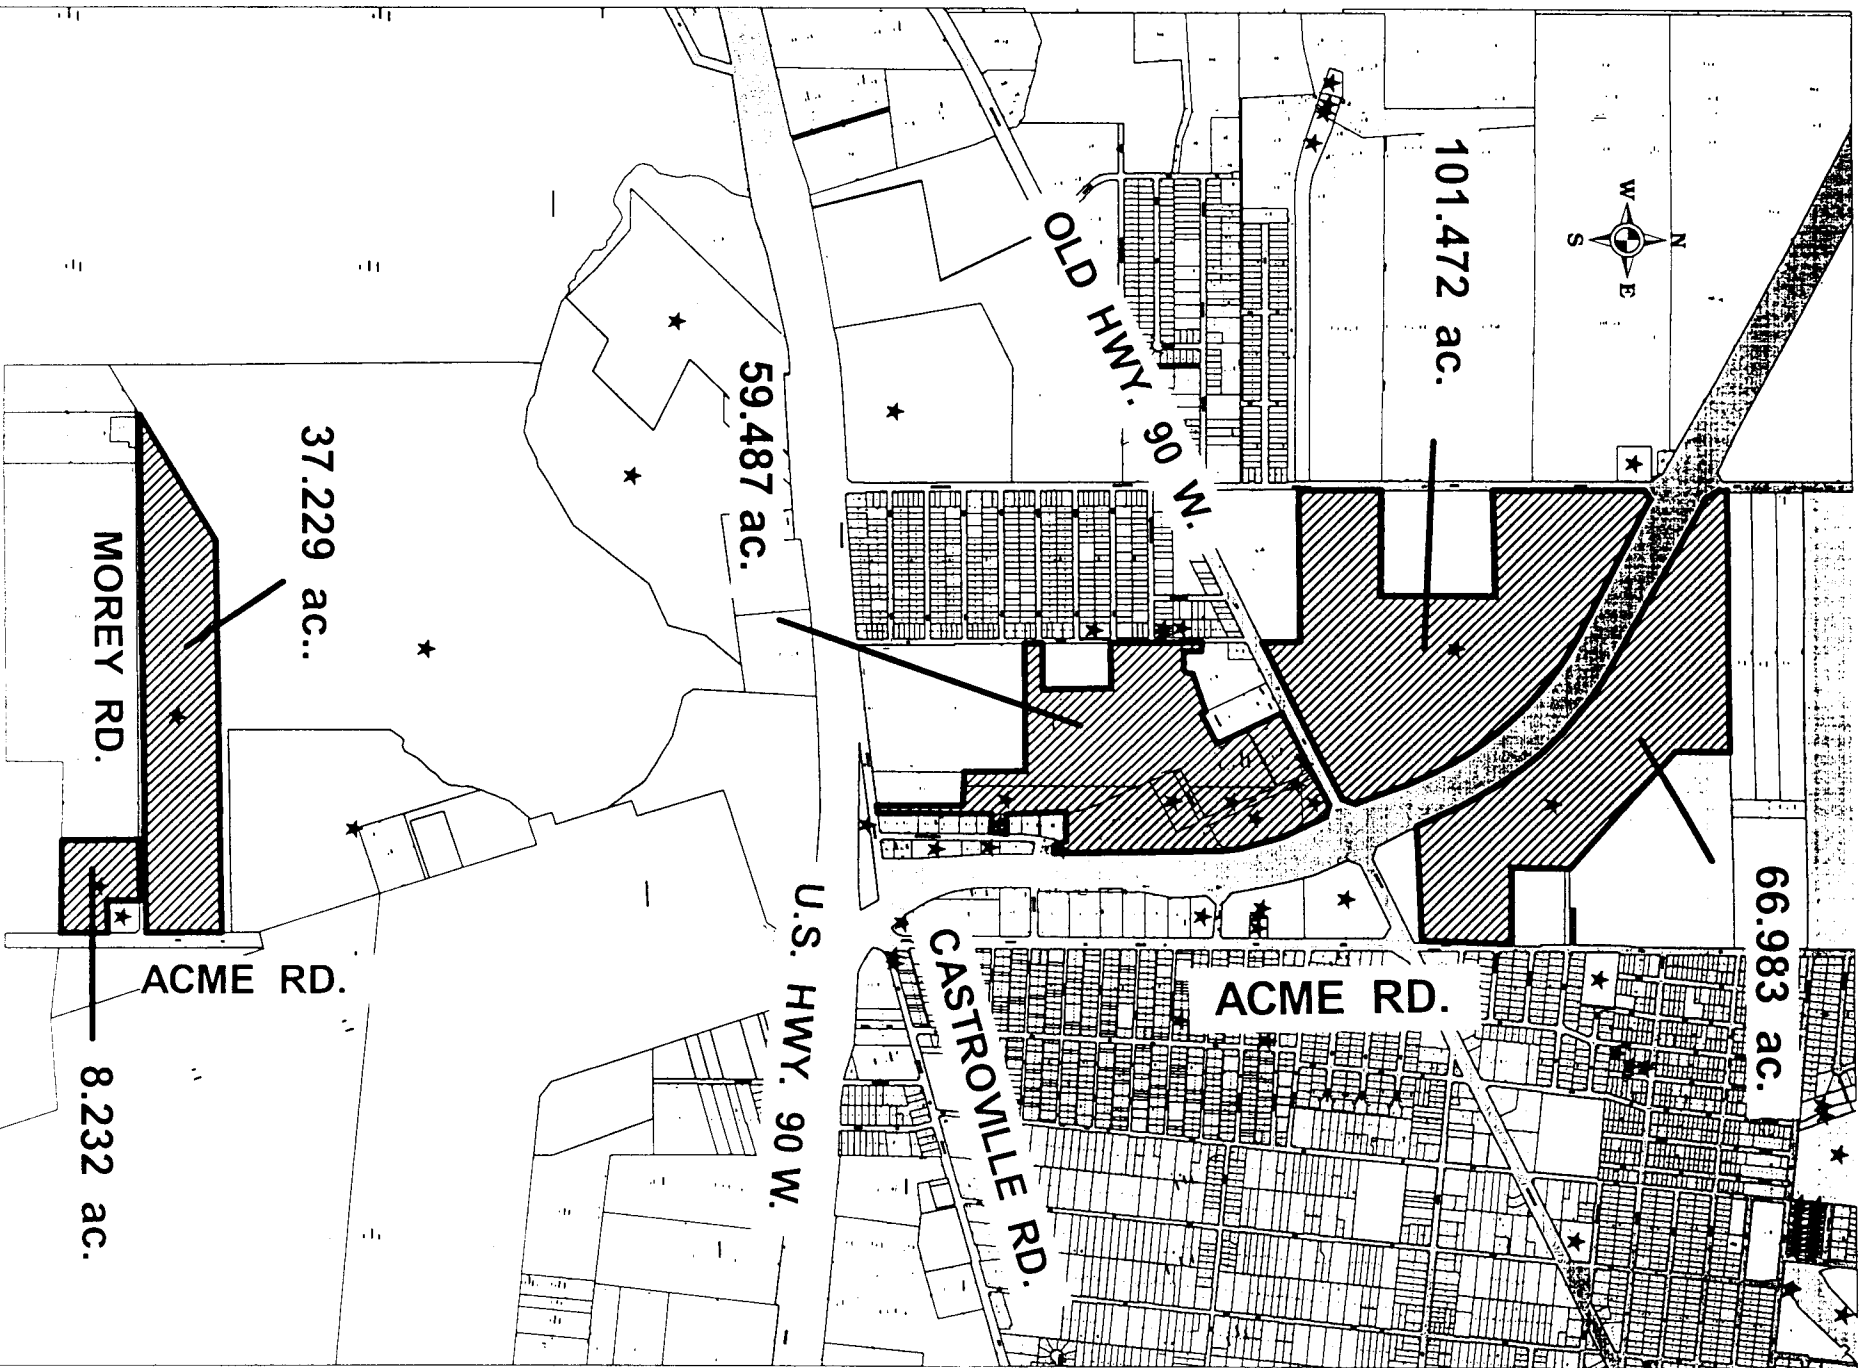 N
W
E
S
101.472 ac.
66.983 ac.
OLD HWY. 90 W.
59.487 ac.
ACME RD.
CASTROVILLE RD.
U.S. HWY. 90 W.
37.229 ac..
MOREY RD.
ACME RD.
8.232 ac.